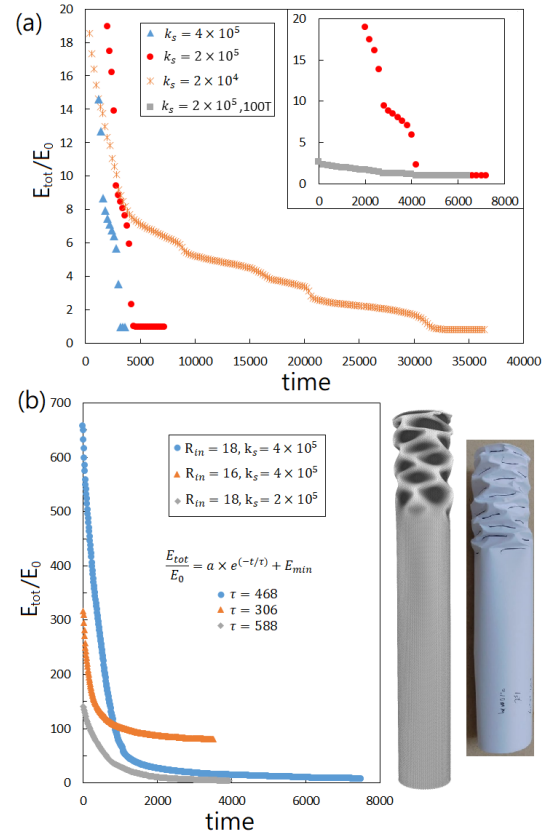 (a)
20
18
16
14
12
10
8
6
4
2
0
E_tot/E_0
k_s = 4 × 10^5
k_s = 2 × 10^5
k_s = 2 × 10^4
k_s = 2 × 10^5, 100T
20
15
10
5
0
0 2000 4000 6000 8000
0 5000 10000 15000 20000 25000 30000 35000 40000
time
(b)
700
600
500
400
300
200
100
0
E_tot/E_0
R_in = 18, k_s = 4 × 10^5
R_in = 16, k_s = 4 × 10^5
R_in = 18, k_s = 2 × 10^5
E_tot/E_0 = a × e^(−t/τ) + E_min
τ = 468
τ = 306
τ = 588
0 2000 4000 6000 8000
time